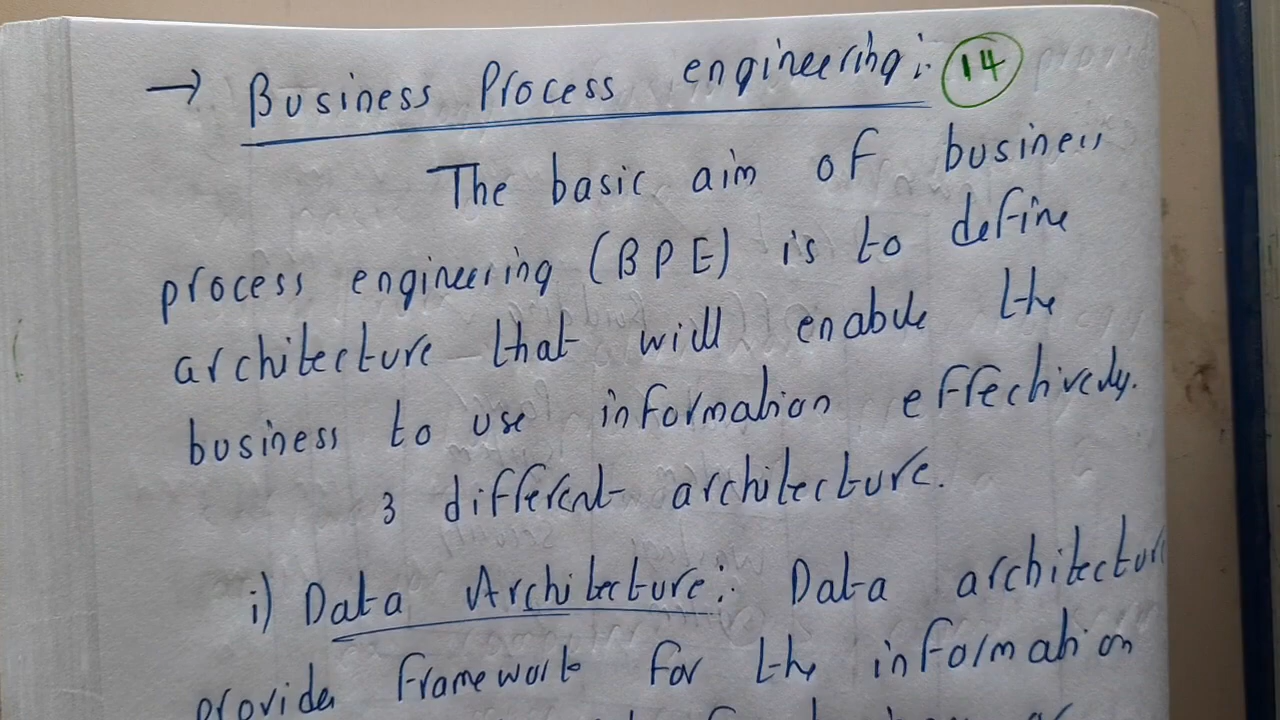 → Business Process engineering:- 14
The basic aim of business
process engineering (BPE) is to define
architecture that will enable the
business to use information effectively.
3 different architecture.
i) Data Architecture:- Data architecture
provides framework for the information